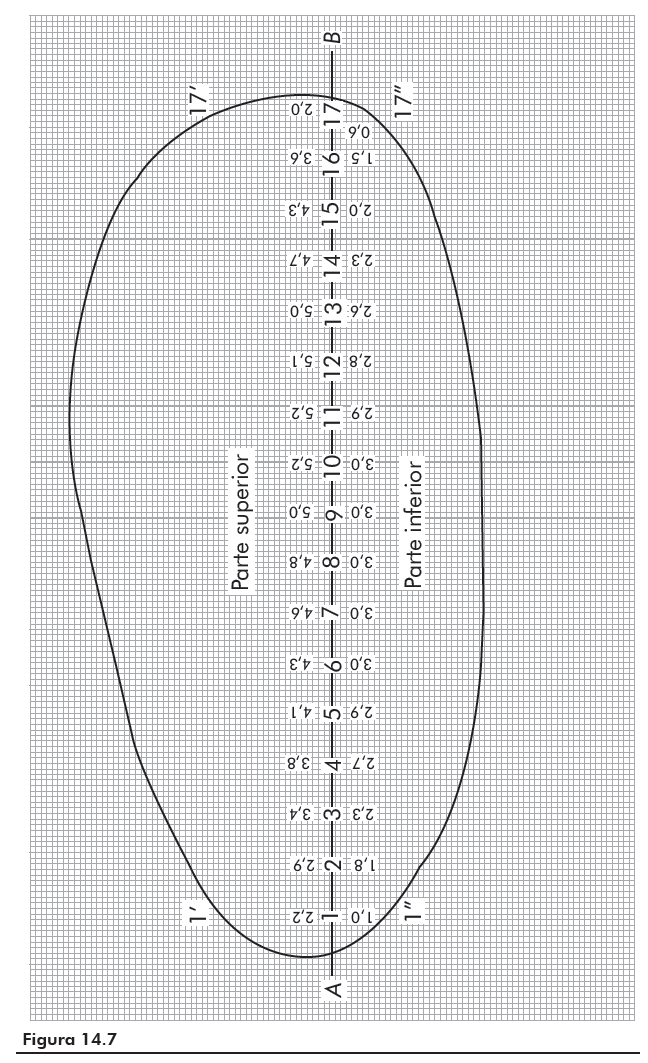 B
17′
17″
2,0 17 0,6
3,6 16 1,5
4,3 15 2,0
4,7 14 2,3
5,0 13 2,6
5,1 12 2,8
5,2 11 2,9
5,2 10 3,0
Parte superior
Parte inferior
5,0 9 3,0
4,8 8 3,0
4,6 7 3,0
4,3 6 3,0
4,1 5 2,9
3,8 4 2,7
3,4 3 2,3
2,9 2 1,8
1′
1″
2,2 1 1,0
A
Figura 14.7